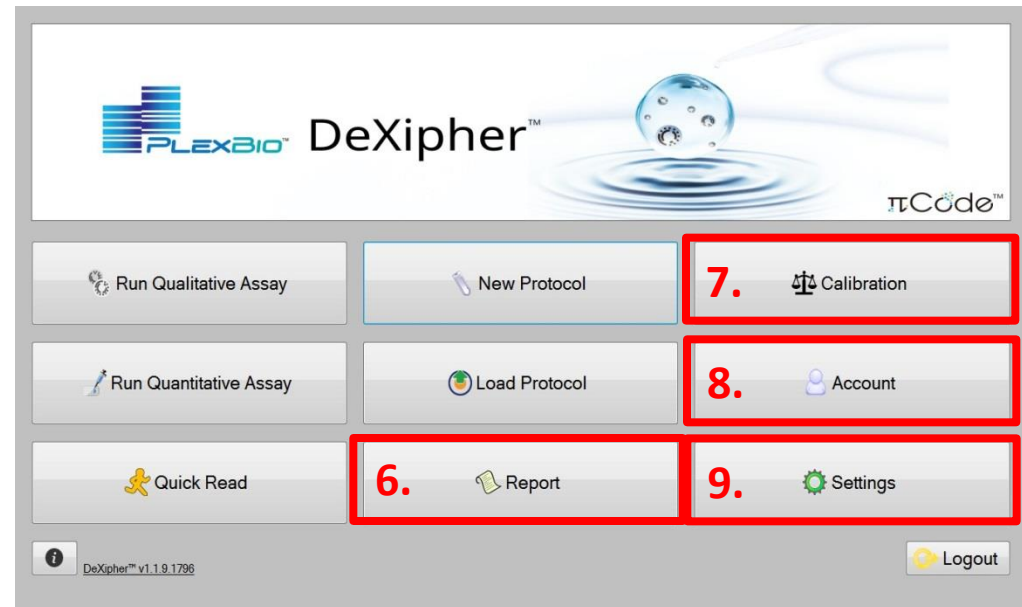 PLEXBIO™ DeXipher™
πCode™
Run Qualitative Assay
New Protocol
7. Calibration
Run Quantitative Assay
Load Protocol
8. Account
Quick Read
6. Report
9. Settings
DeXipher™ v1.1.9.1796
Logout